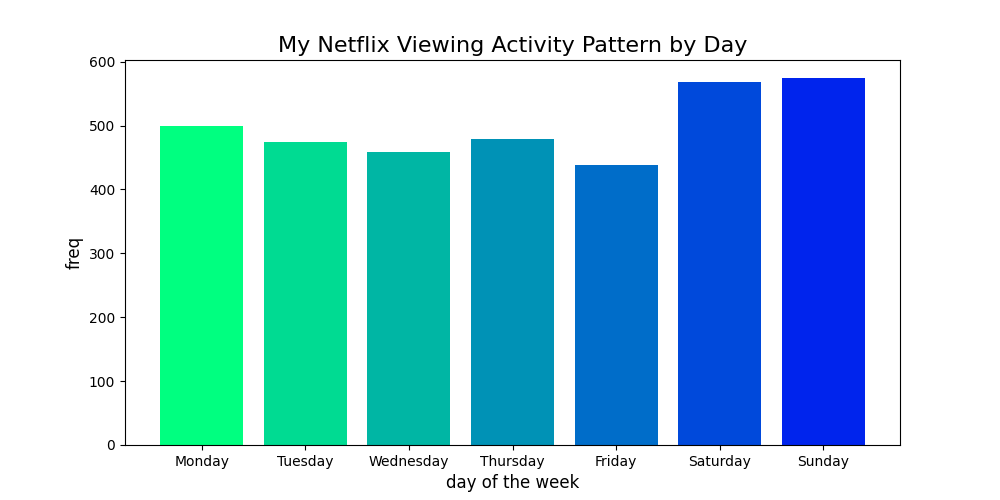 My Netflix Viewing Activity Pattern by Day
600
500
400
300
200
100
0
freq
Monday Tuesday Wednesday Thursday Friday Saturday Sunday
day of the week